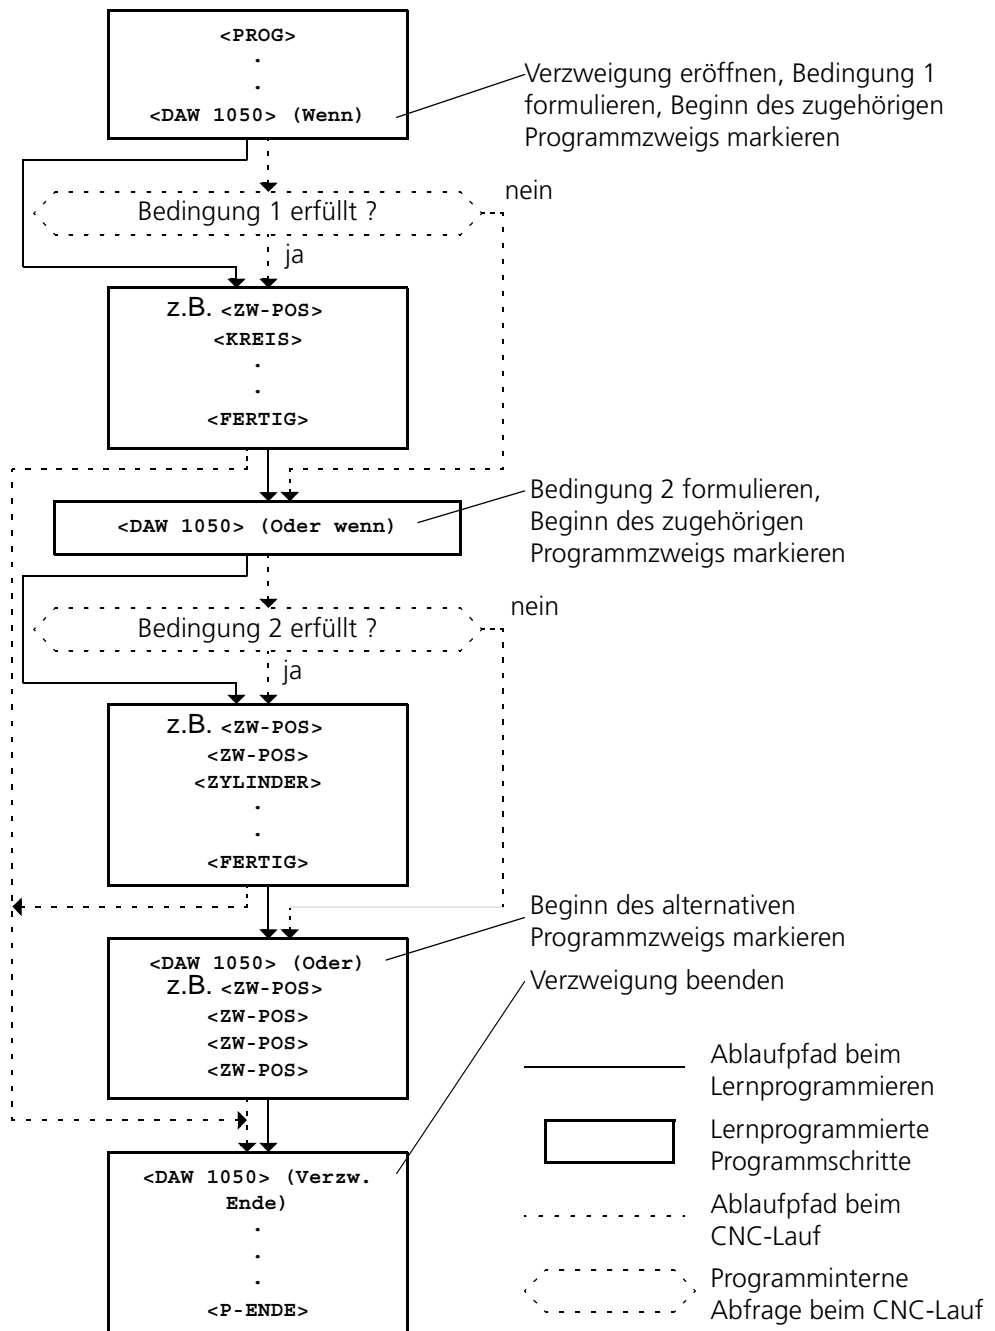 <PROG>
.
.
<DAW 1050> (Wenn)
Verzweigung eröffnen, Bedingung 1
formulieren, Beginn des zugehörigen
Programmzweigs markieren
Bedingung 1 erfüllt ?
nein
ja
z.B. <ZW-POS>
<KREIS>
.
.
<FERTIG>
<DAW 1050> (Oder wenn)
Bedingung 2 formulieren,
Beginn des zugehörigen
Programmzweigs markieren
Bedingung 2 erfüllt ?
nein
ja
z.B. <ZW-POS>
<ZW-POS>
<ZYLINDER>
.
.
<FERTIG>
Beginn des alternativen
Programmzweigs markieren
<DAW 1050> (Oder)
z.B. <ZW-POS>
<ZW-POS>
<ZW-POS>
<ZW-POS>
Verzweigung beenden
<DAW 1050> (Verzw.
Ende)
.
.
.
<P-ENDE>
Ablaufpfad beim
Lernprogrammieren
Lernprogrammierte
Programmschritte
Ablaufpfad beim
CNC-Lauf
Programminterne
Abfrage beim CNC-Lauf